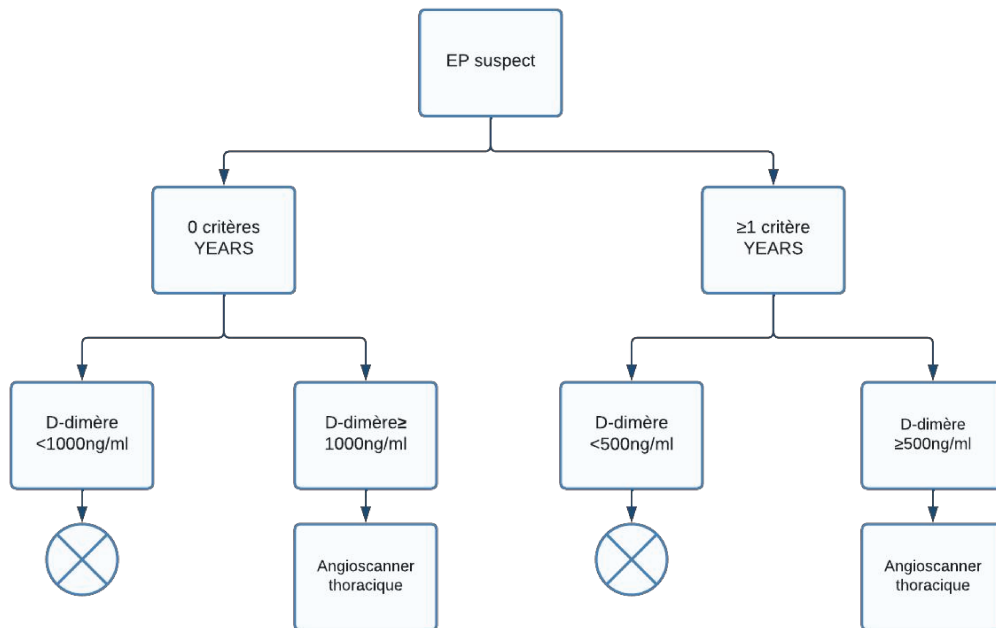 EP suspect
0 critères
YEARS
≥1 critère
YEARS
D-dimère
<1000ng/ml
D-dimère≥
1000ng/ml
D-dimère
<500ng/ml
D-dimère
≥500ng/ml
Angioscanner
thoracique
Angioscanner
thoracique